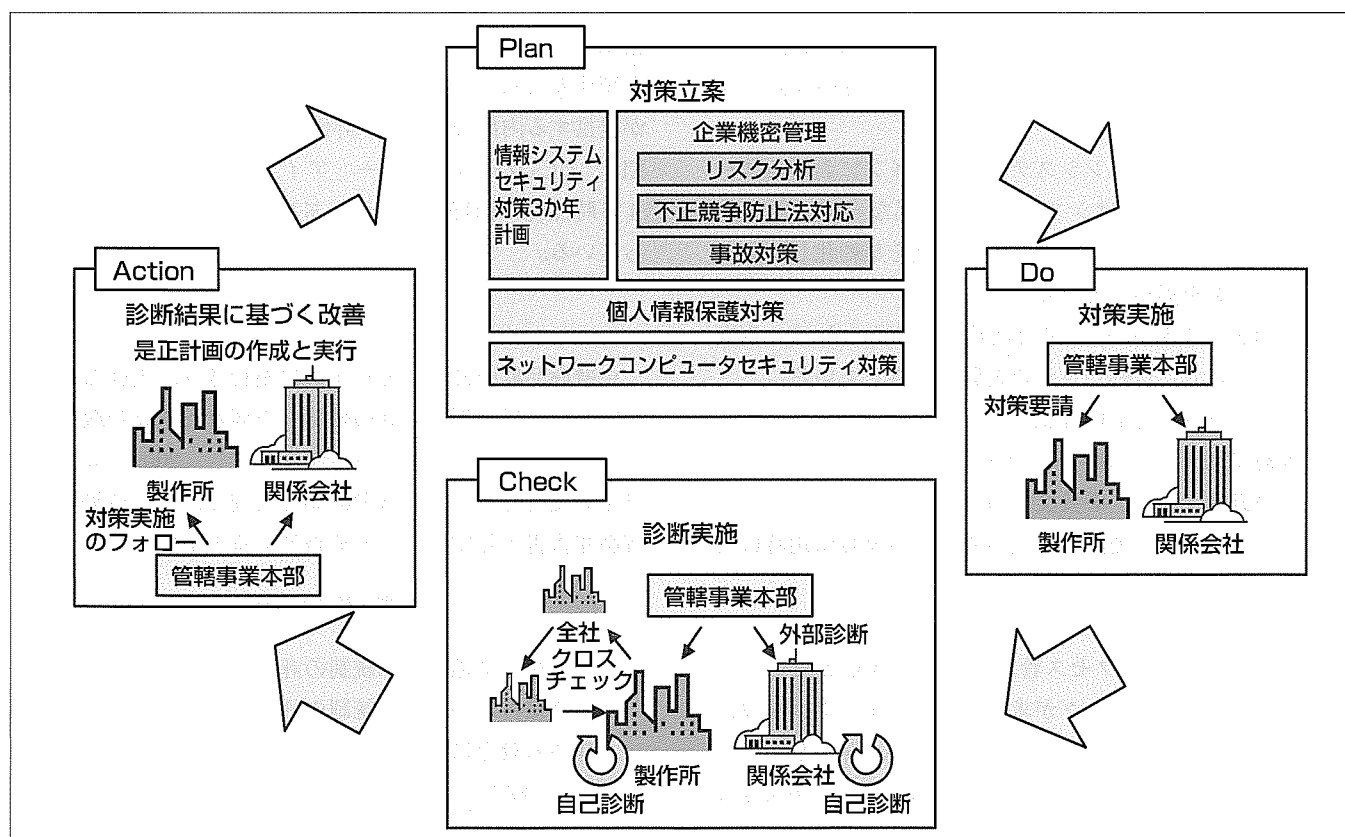 Plan
対策立案
情報システム
セキュリティ
対策3か年
計画
企業機密管理
リスク分析
不正競争防止法対応
事故対策
個人情報保護対策
ネットワークコンピュータセキュリティ対策
Do
対策実施
管轄事業本部
対策要請
製作所
関係会社
Check
診断実施
管轄事業本部
外部診断
全社
クロス
チェック
製作所
関係会社
自己診断
自己診断
Action
診断結果に基づく改善
是正計画の作成と実行
製作所
関係会社
対策実施
のフォロー
管轄事業本部